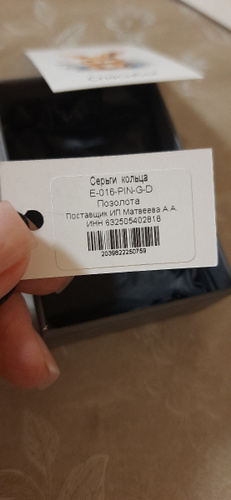 Серьги кольца
E-016-PIN-G-D
Позолота
Поставщик ИП Матвеева А.А.
ИНН 632505402818
2039822250759